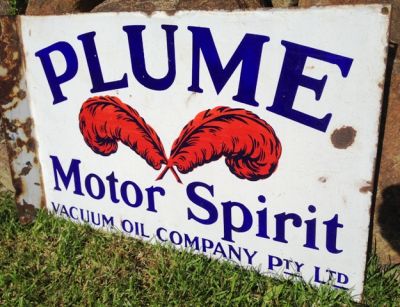 PLUME
Motor Spirit
VACUUM OIL COMPANY PTY LTD